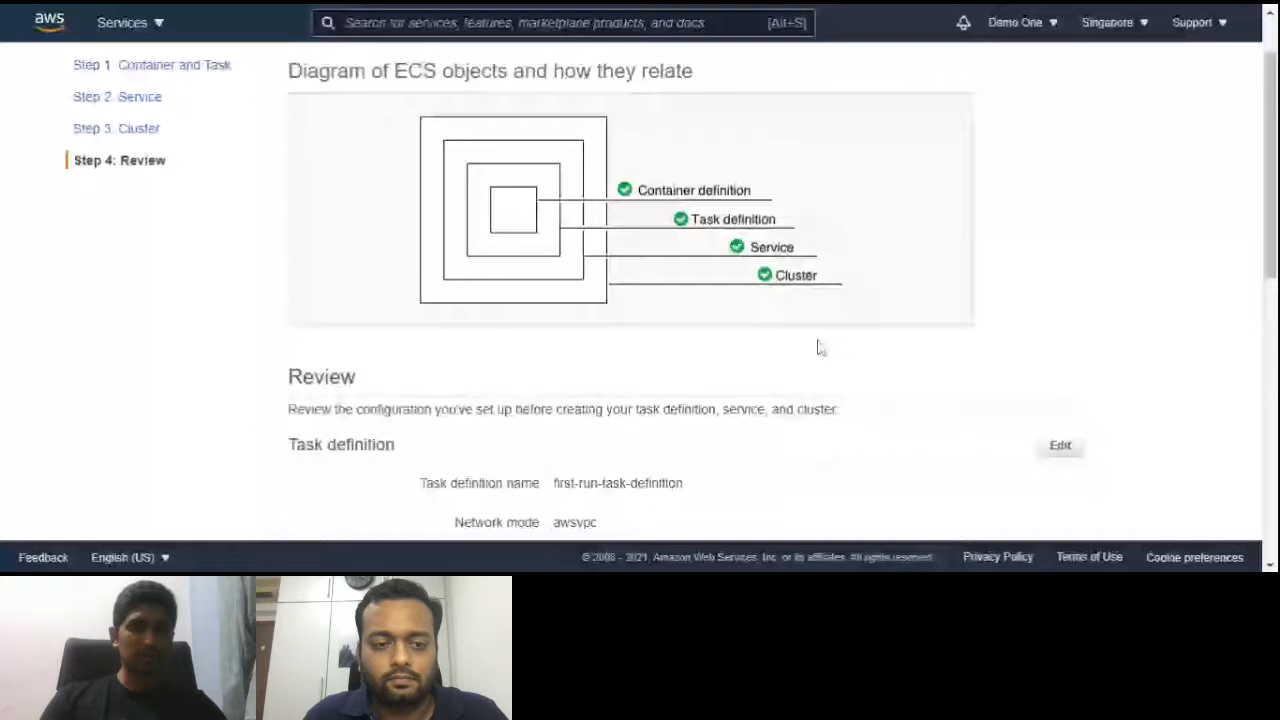 aws Services Search for services, features, marketplace products, and docs [Alt+S] Demo One Singapore Support
Step 1: Container and Task
Step 2: Service
Step 3: Cluster
Step 4: Review
Diagram of ECS objects and how they relate
Container definition
Task definition
Service
Cluster
Review
Review the configuration you've set up before creating your task definition, service, and cluster.
Task definition Edit
Task definition name first-run-task-definition
Network mode awsvpc
Feedback English (US) © 2008 - 2021, Amazon Web Services, Inc. or its affiliates. All rights reserved. Privacy Policy Terms of Use Cookie preferences